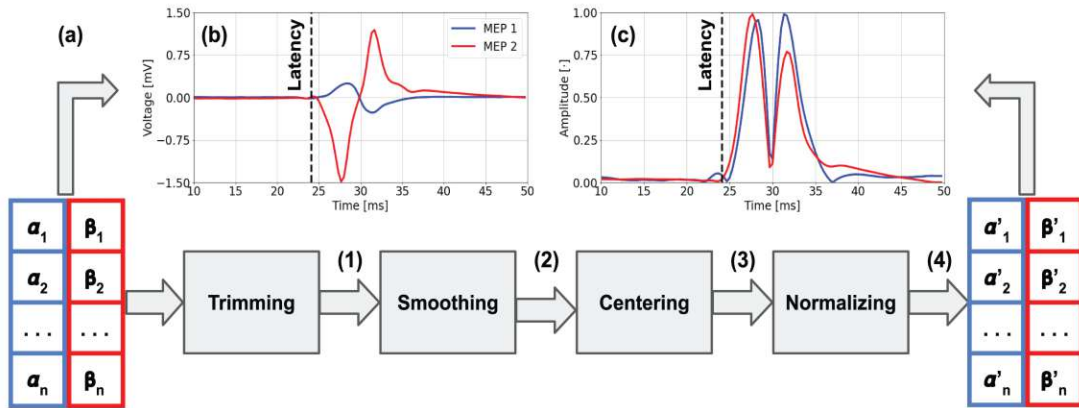 (a)
(b)
Voltage [mV]
1.50
0.75
0.00
−0.75
−1.50
Latency
MEP 1
MEP 2
10 15 20 25 30 35 40 45 50
Time [ms]
(c)
Amplitude [·]
1.00
0.75
0.50
0.25
0.00
Latency
10 15 20 25 30 35 40 45 50
Time [ms]
α1 β1
α2 β2
... ...
αn βn
Trimming
(1)
Smoothing
(2)
Centering
(3)
Normalizing
(4)
α'1 β'1
α'2 β'2
... ...
α'n β'n